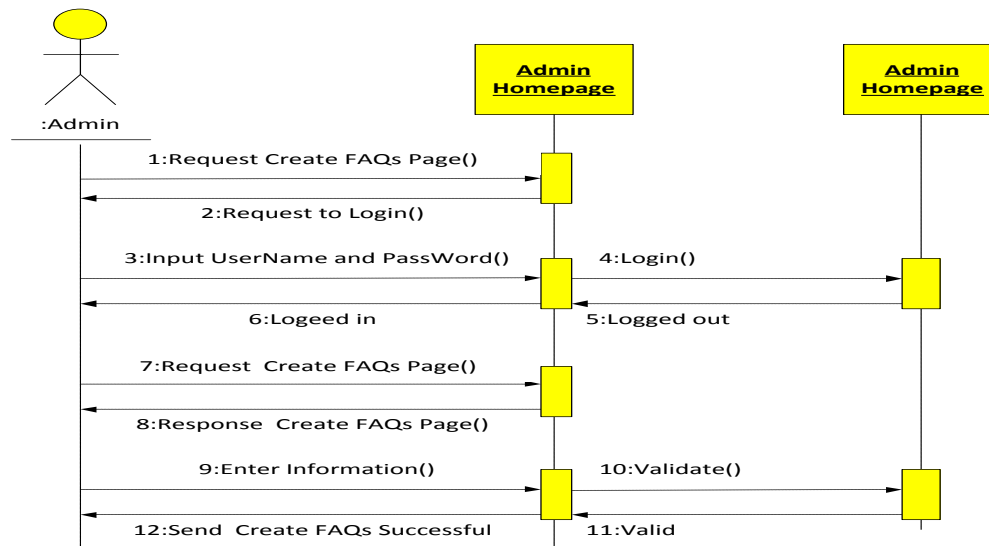 Admin
Homepage
Admin
Homepage
:Admin
1:Request Create FAQs Page()
2:Request to Login()
3:Input UserName and PassWord()
4:Login()
6:Logeed in
5:Logged out
7:Request  Create FAQs Page()
8:Response  Create FAQs Page()
9:Enter Information()
10:Validate()
12:Send  Create FAQs Successful
11:Valid